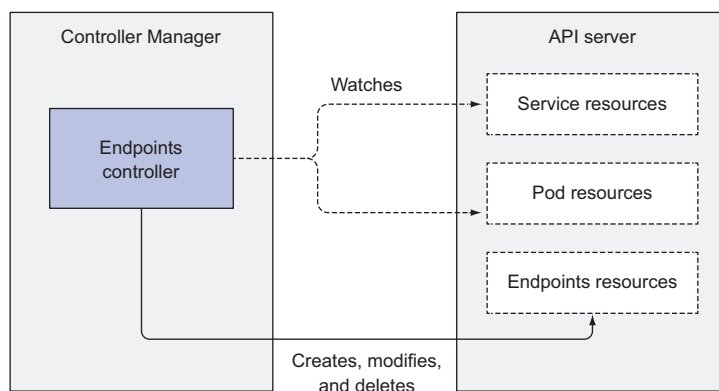 Controller Manager
API server
Watches
Service resources
Endpoints
controller
Pod resources
Endpoints resources
Creates, modifies,
and deletes